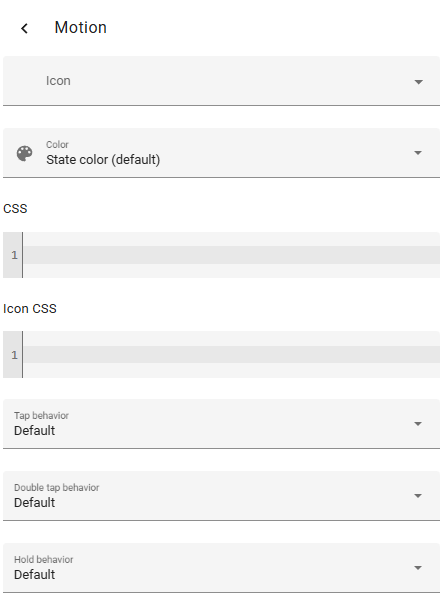 Motion
Icon
Color
State color (default)
CSS
1
Icon CSS
1
Tap behavior
Default
Double tap behavior
Default
Hold behavior
Default